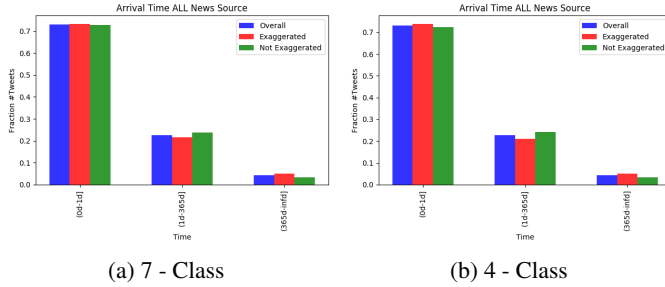 Arrival Time ALL News Source
Fraction #Tweets
0.7
0.6
0.5
0.4
0.3
0.2
0.1
0.0
Overall
Exaggerated
Not Exaggerated
(0d-1d]
(1d-365d]
(365d-infd]
Time
(a) 7 - Class
Arrival Time ALL News Source
Fraction #Tweets
0.7
0.6
0.5
0.4
0.3
0.2
0.1
0.0
Overall
Exaggerated
Not Exaggerated
(0d-1d]
(1d-365d]
(365d-infd]
Time
(b) 4 - Class